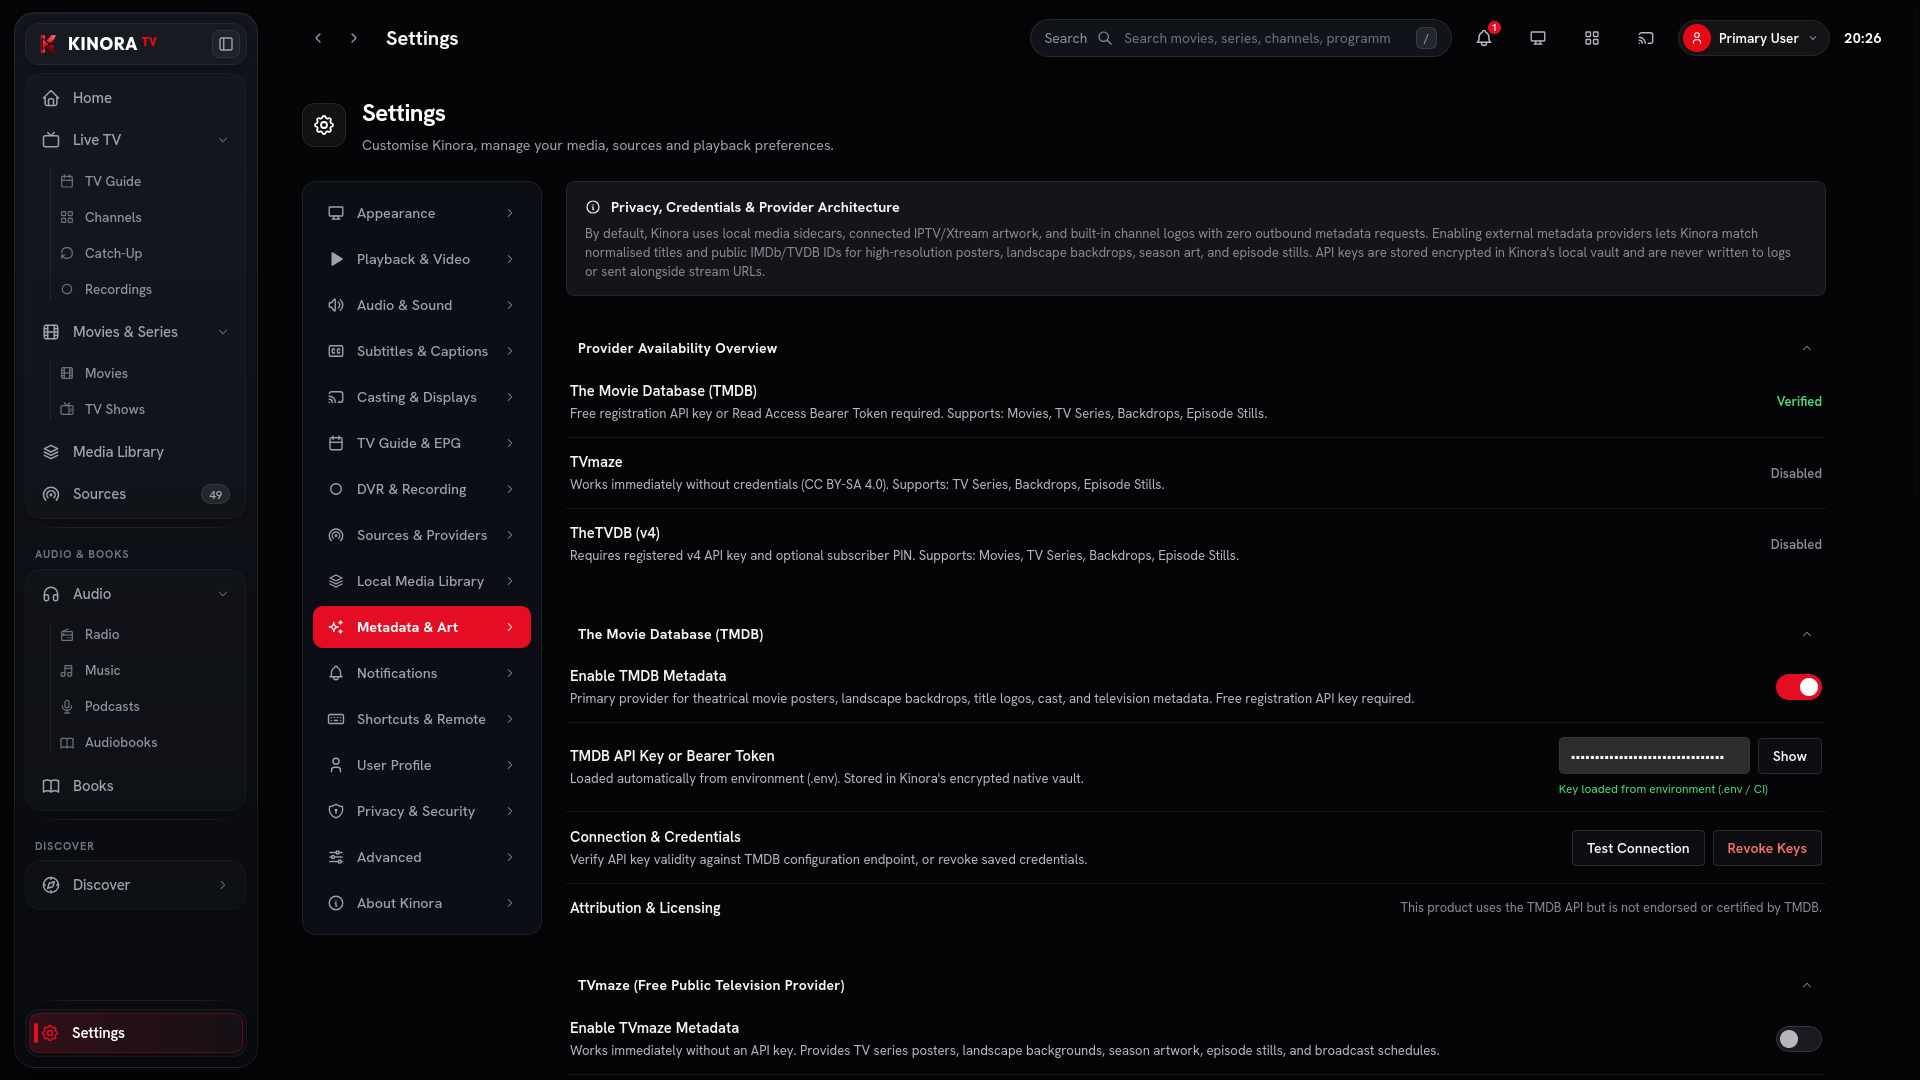 KINORA TV
Home
Live TV
TV Guide
Channels
Catch-Up
Recordings
Movies & Series
Movies
TV Shows
Media Library
Sources 49
AUDIO & BOOKS
Audio
Radio
Music
Podcasts
Audiobooks
Books
DISCOVER
Discover
Settings
Settings
Search Search movies, series, channels, programm /
1
Primary User
20:26
Settings
Customise Kinora, manage your media, sources and playback preferences.
Appearance
Playback & Video
Audio & Sound
Subtitles & Captions
Casting & Displays
TV Guide & EPG
DVR & Recording
Sources & Providers
Local Media Library
Metadata & Art
Notifications
Shortcuts & Remote
User Profile
Privacy & Security
Advanced
About Kinora
Privacy, Credentials & Provider Architecture
By default, Kinora uses local media sidecars, connected IPTV/Xtream artwork, and built-in channel logos with zero outbound metadata requests. Enabling external metadata providers lets Kinora match
normalised titles and public IMDb/TVDB IDs for high-resolution posters, landscape backdrops, season art, and episode stills. API keys are stored encrypted in Kinora's local vault and are never written to logs
or sent alongside stream URLs.
Provider Availability Overview
The Movie Database (TMDB)
Free registration API key or Read Access Bearer Token required. Supports: Movies, TV Series, Backdrops, Episode Stills.
Verified
TVmaze
Works immediately without credentials (CC BY-SA 4.0). Supports: TV Series, Backdrops, Episode Stills.
Disabled
TheTVDB (v4)
Requires registered v4 API key and optional subscriber PIN. Supports: Movies, TV Series, Backdrops, Episode Stills.
Disabled
The Movie Database (TMDB)
Enable TMDB Metadata
Primary provider for theatrical movie posters, landscape backdrops, title logos, cast, and television metadata. Free registration API key required.
TMDB API Key or Bearer Token
Loaded automatically from environment (.env). Stored in Kinora's encrypted native vault.
Show
Key loaded from environment (.env / CI)
Connection & Credentials
Verify API key validity against TMDB configuration endpoint, or revoke saved credentials.
Test Connection
Revoke Keys
Attribution & Licensing
This product uses the TMDB API but is not endorsed or certified by TMDB.
TVmaze (Free Public Television Provider)
Enable TVmaze Metadata
Works immediately without an API key. Provides TV series posters, landscape backgrounds, season artwork, episode stills, and broadcast schedules.